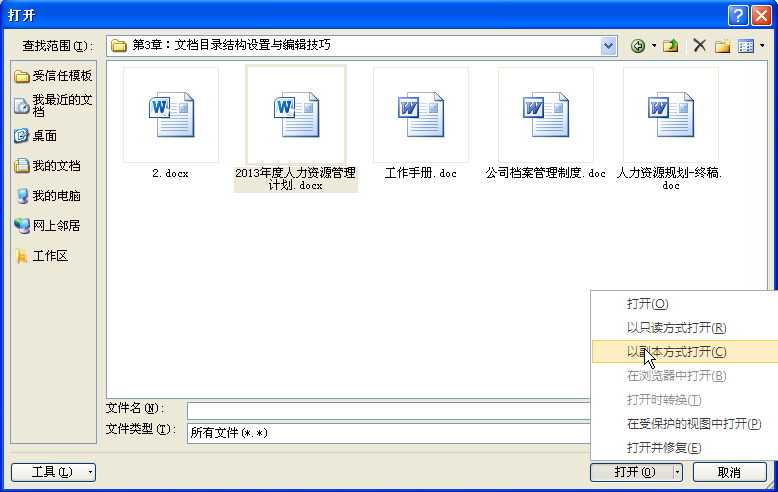 打开
查找范围(I):
第3章：文档目录结构设置与编辑技巧
受信任模板
我最近的文
档
桌面
我的文档
我的电脑
网上邻居
工作区
2.docx
2013年度人力资源管理
计划.docx
工作手册.doc
公司档案管理制度.doc
人力资源规划-终稿.
doc
文件名(N):
文件类型(T):
所有文件(*.*)
打开(O)
以只读方式打开(R)
以副本方式打开(C)
在浏览器中打开(B)
打开时转换(T)
在受保护的视图中打开(P)
打开并修复(E)
工具(L)
打开(O)
取消